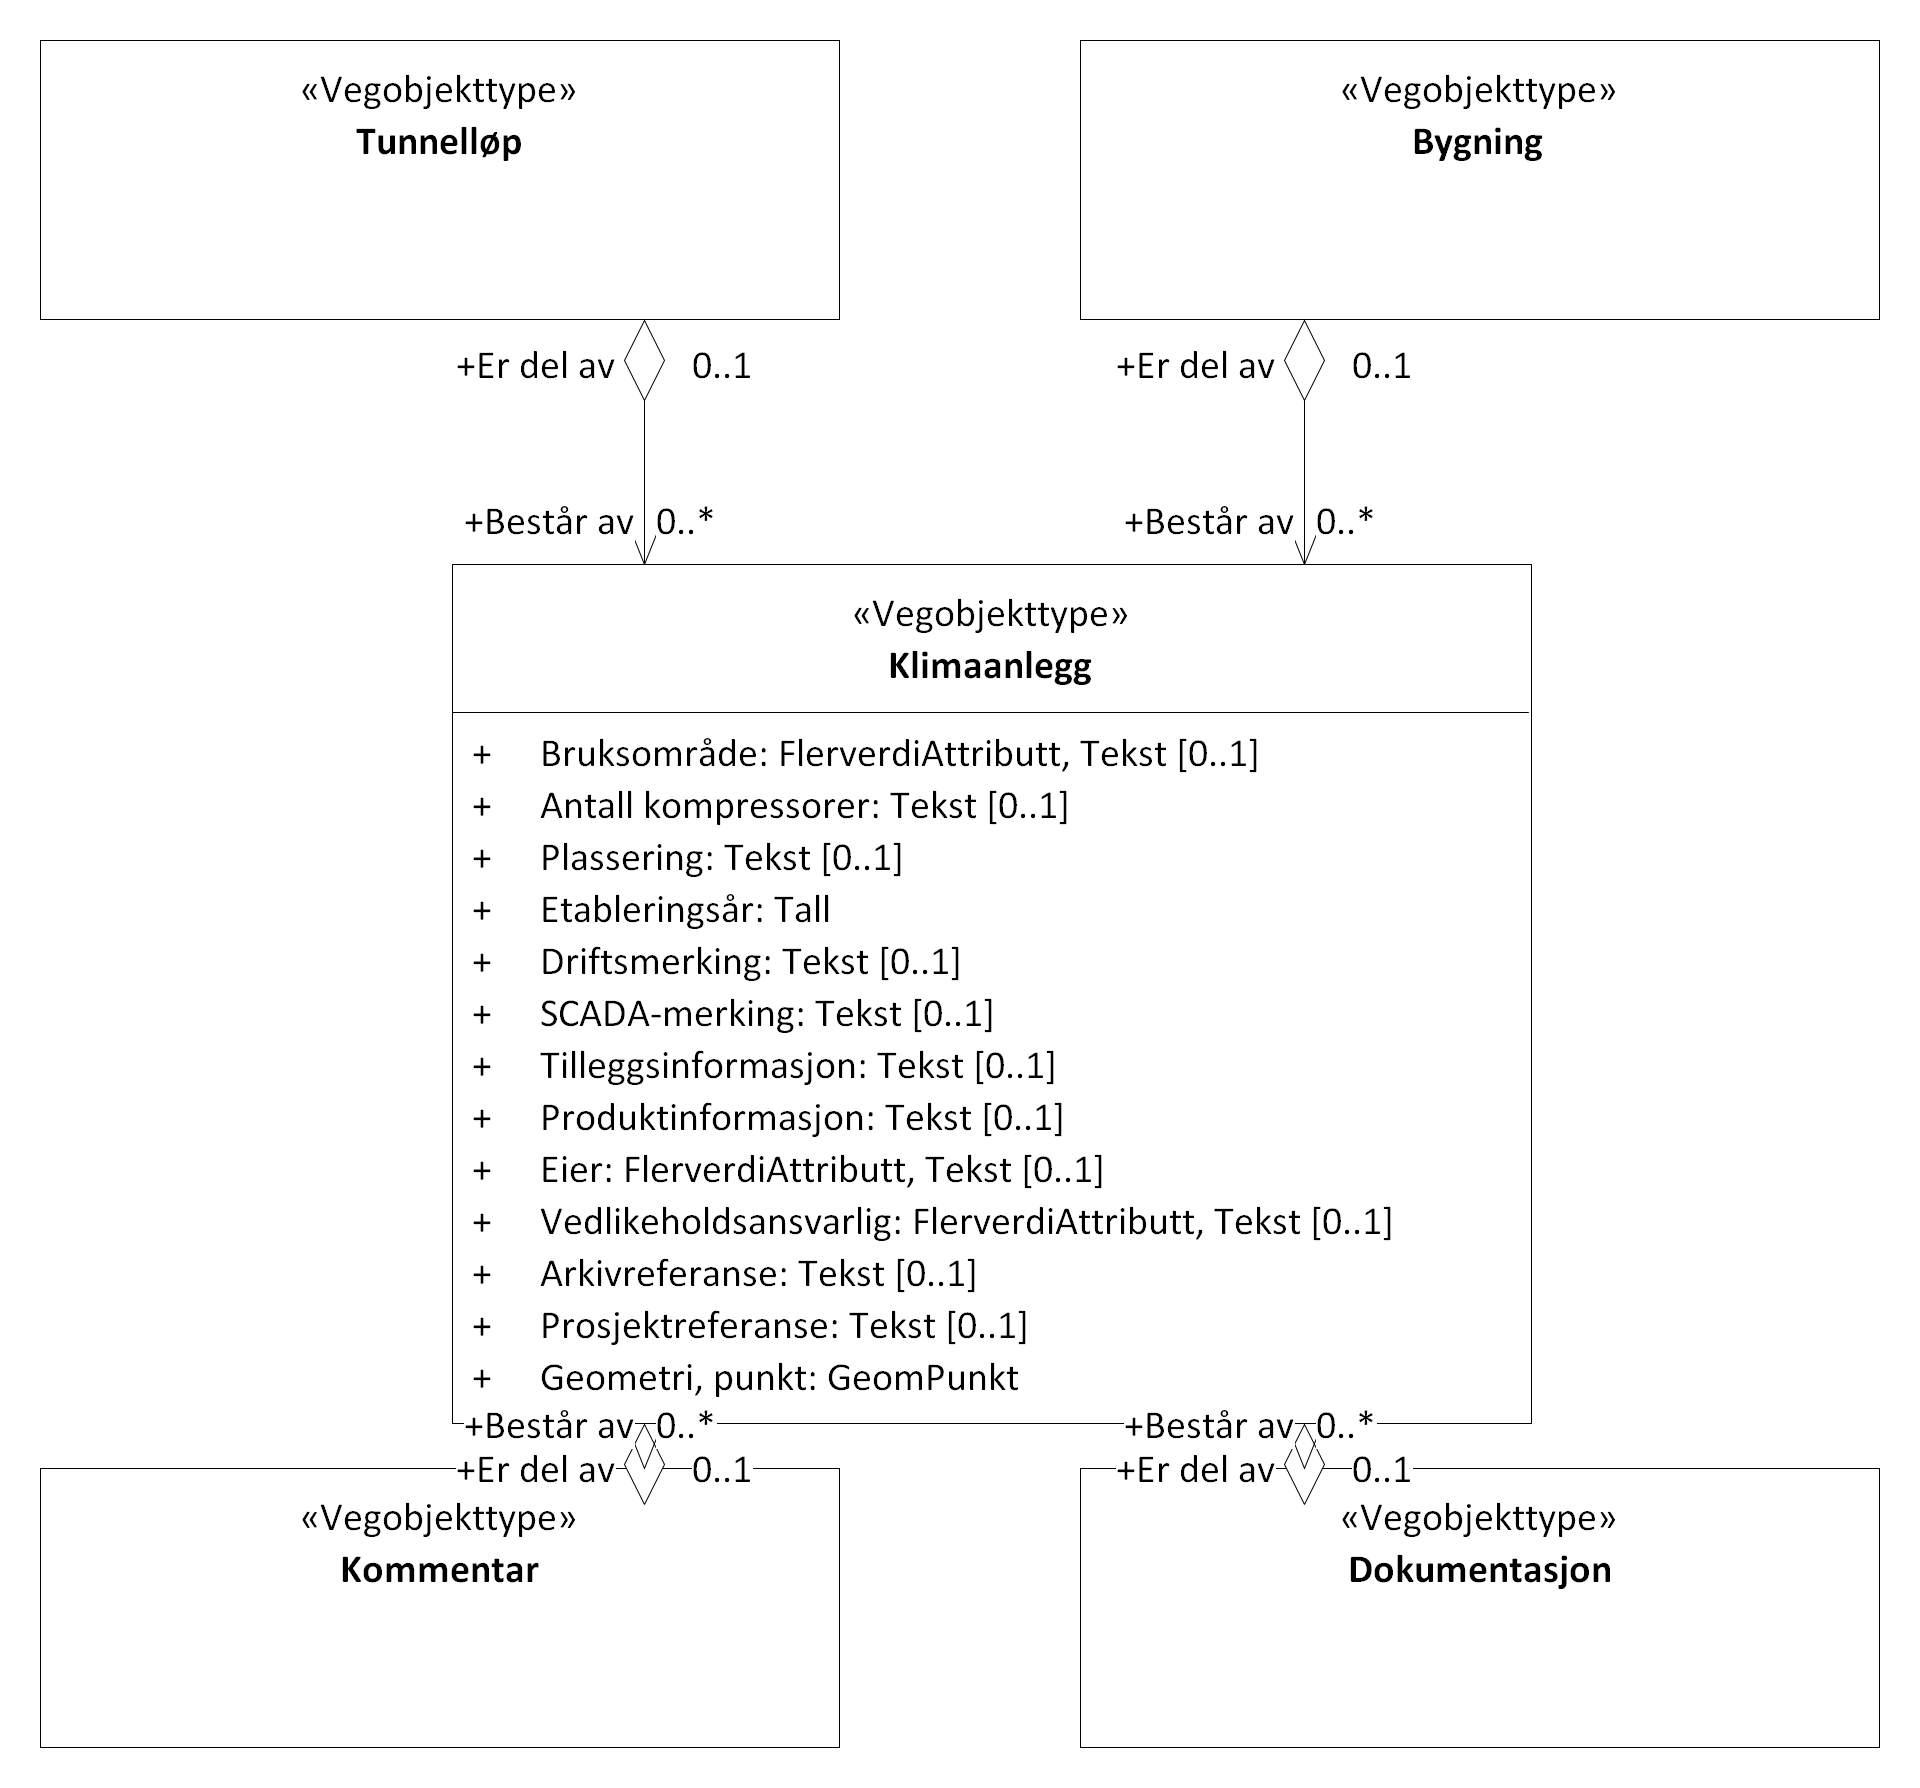 «Vegobjekttype»
Tunnelløp
«Vegobjekttype»
Bygning
+Er del av 0..1
+Er del av 0..1
+Består av 0..*
+Består av 0..*
«Vegobjekttype»
Klimaanlegg
+ Bruksområde: FlerverdiAttributt, Tekst [0..1]
+ Antall kompressorer: Tekst [0..1]
+ Plassering: Tekst [0..1]
+ Etableringsår: Tall
+ Driftsmerking: Tekst [0..1]
+ SCADA-merking: Tekst [0..1]
+ Tilleggsinformasjon: Tekst [0..1]
+ Produktinformasjon: Tekst [0..1]
+ Eier: FlerverdiAttributt, Tekst [0..1]
+ Vedlikeholdsansvarlig: FlerverdiAttributt, Tekst [0..1]
+ Arkivreferanse: Tekst [0..1]
+ Prosjektreferanse: Tekst [0..1]
+ Geometri, punkt: GeomPunkt
+Består av 0..*
+Består av 0..*
+Er del av 0..1
+Er del av 0..1
«Vegobjekttype»
Kommentar
«Vegobjekttype»
Dokumentasjon